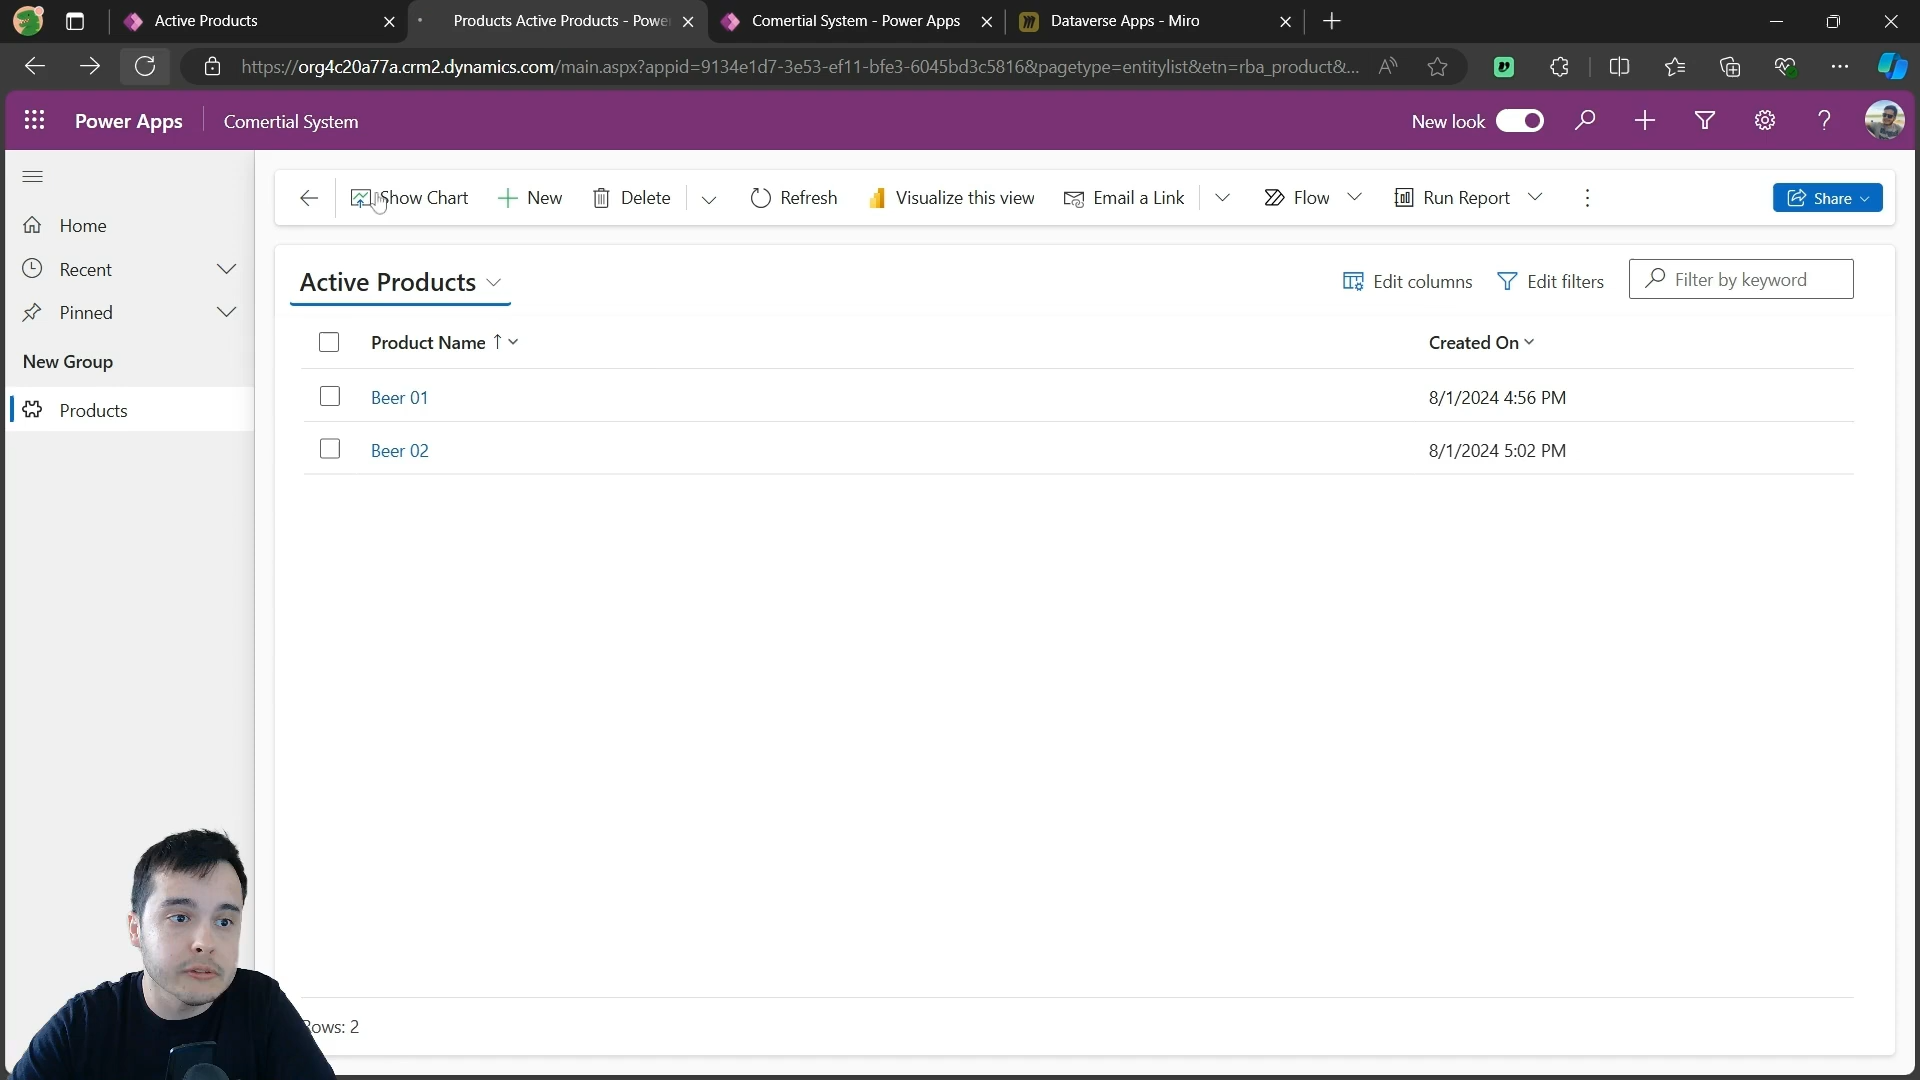 Active Products
Products Active Products - Powe
Comertial System - Power Apps
Dataverse Apps - Miro
https://org4c20a77a.crm2.dynamics.com/main.aspx?appid=9134e1d7-3e53-ef11-bfe3-6045bd3c5816&pagetype=entitylist&etn=rba_product&...
Power Apps
Comertial System
New look
Show Chart
New
Delete
Refresh
Visualize this view
Email a Link
Flow
Run Report
Share
Home
Recent
Pinned
New Group
Products
Active Products
Edit columns
Edit filters
Filter by keyword
Product Name
Created On
Beer 01
8/1/2024 4:56 PM
Beer 02
8/1/2024 5:02 PM
Rows: 2